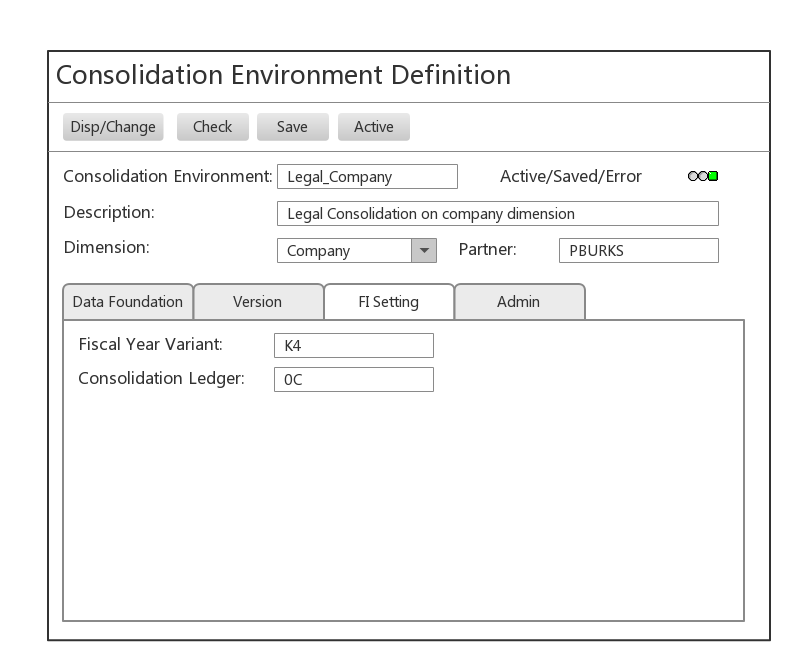 Consolidation Environment Definition
Disp/Change Check Save Active
Consolidation Environment: Legal_Company Active/Saved/Error
Description: Legal Consolidation on company dimension
Dimension: Company Partner: PBURKS
Data Foundation Version FI Setting Admin
Fiscal Year Variant: K4
Consolidation Ledger: 0C